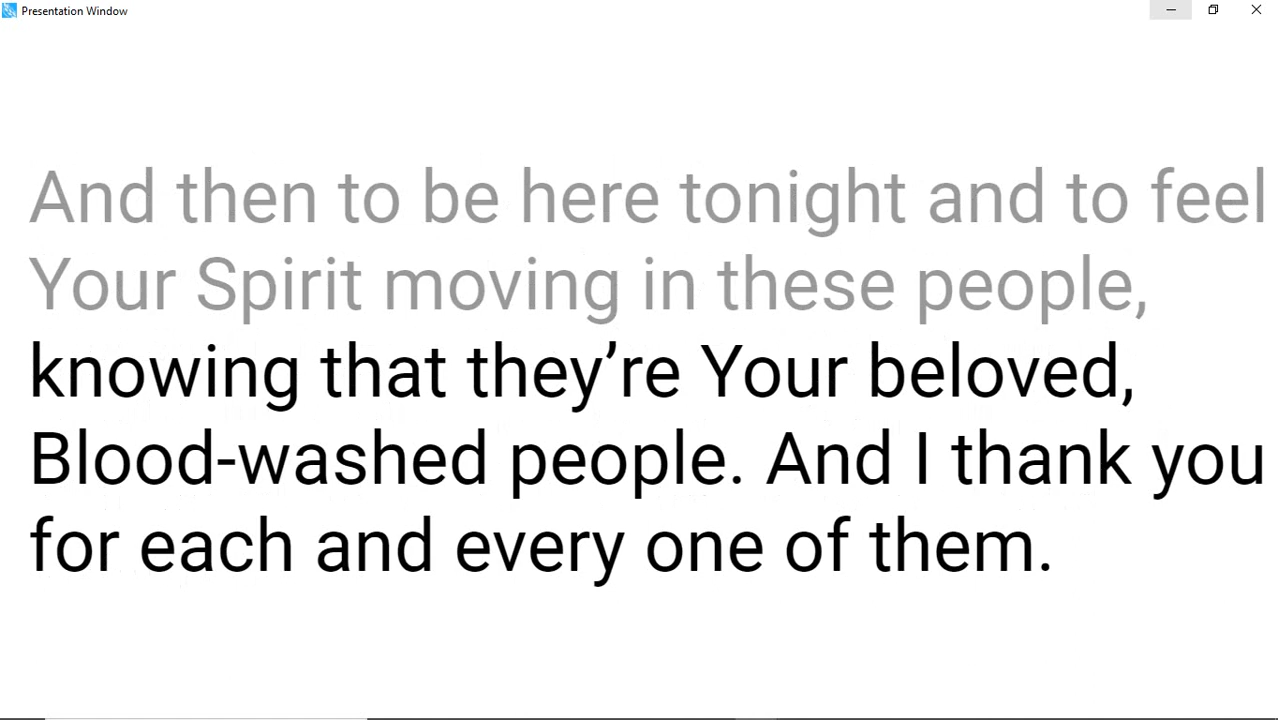 Presentation Window
And then to be here tonight and to feel
Your Spirit moving in these people,
knowing that they’re Your beloved,
Blood-washed people. And I thank you
for each and every one of them.